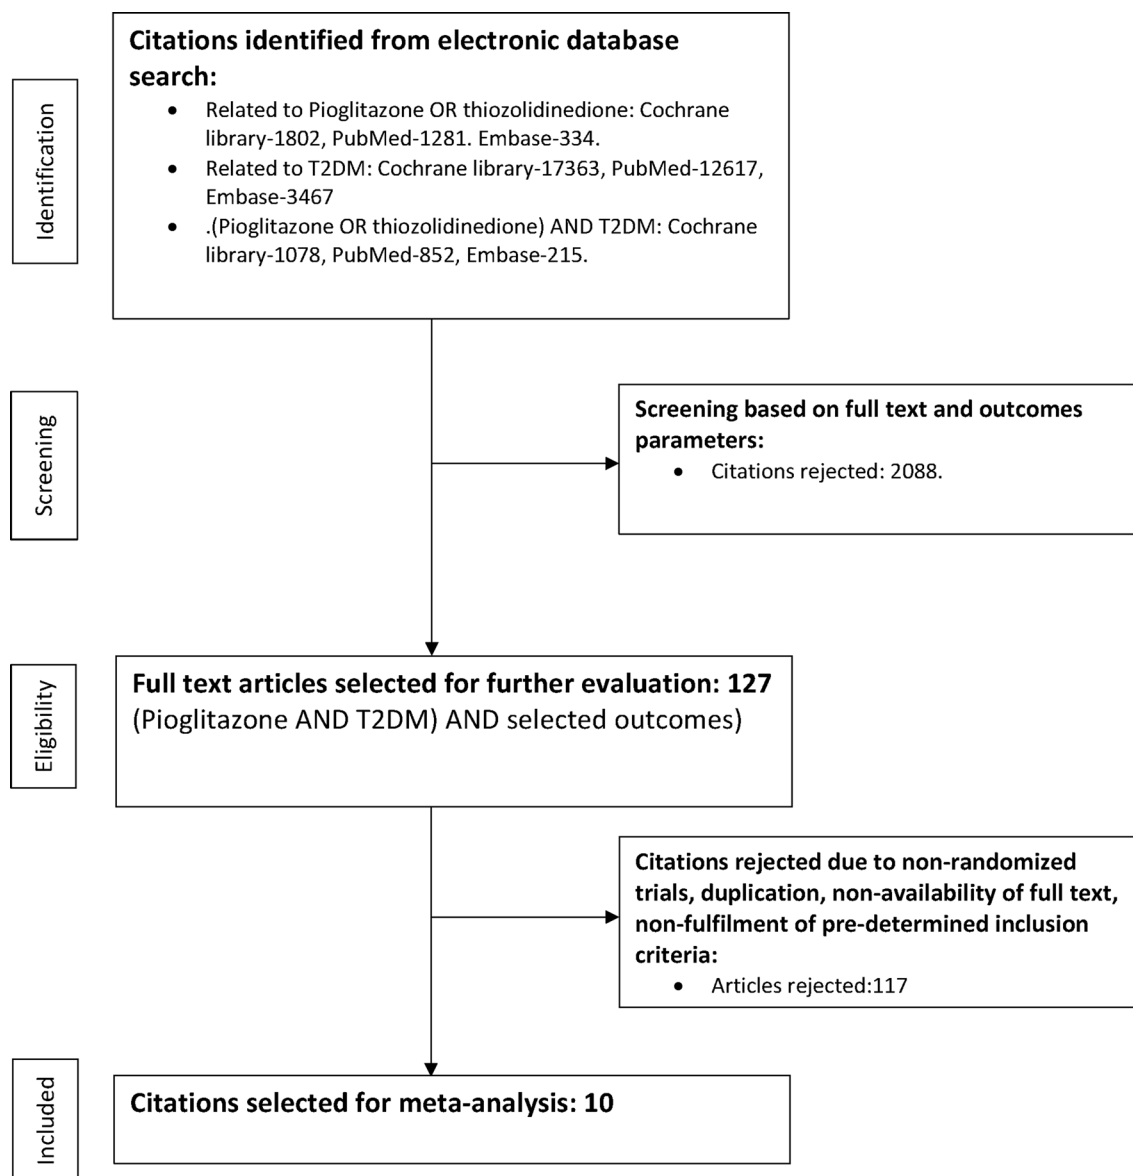 Identification
Citations identified from electronic database
search:
• Related to Pioglitazone OR thiozolidinedione: Cochrane
library-1802, PubMed-1281. Embase-334.
• Related to T2DM: Cochrane library-17363, PubMed-12617,
Embase-3467
• .(Pioglitazone OR thiozolidinedione) AND T2DM: Cochrane
library-1078, PubMed-852, Embase-215.
Screening
Screening based on full text and outcomes
parameters:
• Citations rejected: 2088.
Eligibility
Full text articles selected for further evaluation: 127
(Pioglitazone AND T2DM) AND selected outcomes)
Citations rejected due to non-randomized
trials, duplication, non-availability of full text,
non-fulfilment of pre-determined inclusion
criteria:
• Articles rejected:117
Included
Citations selected for meta-analysis: 10